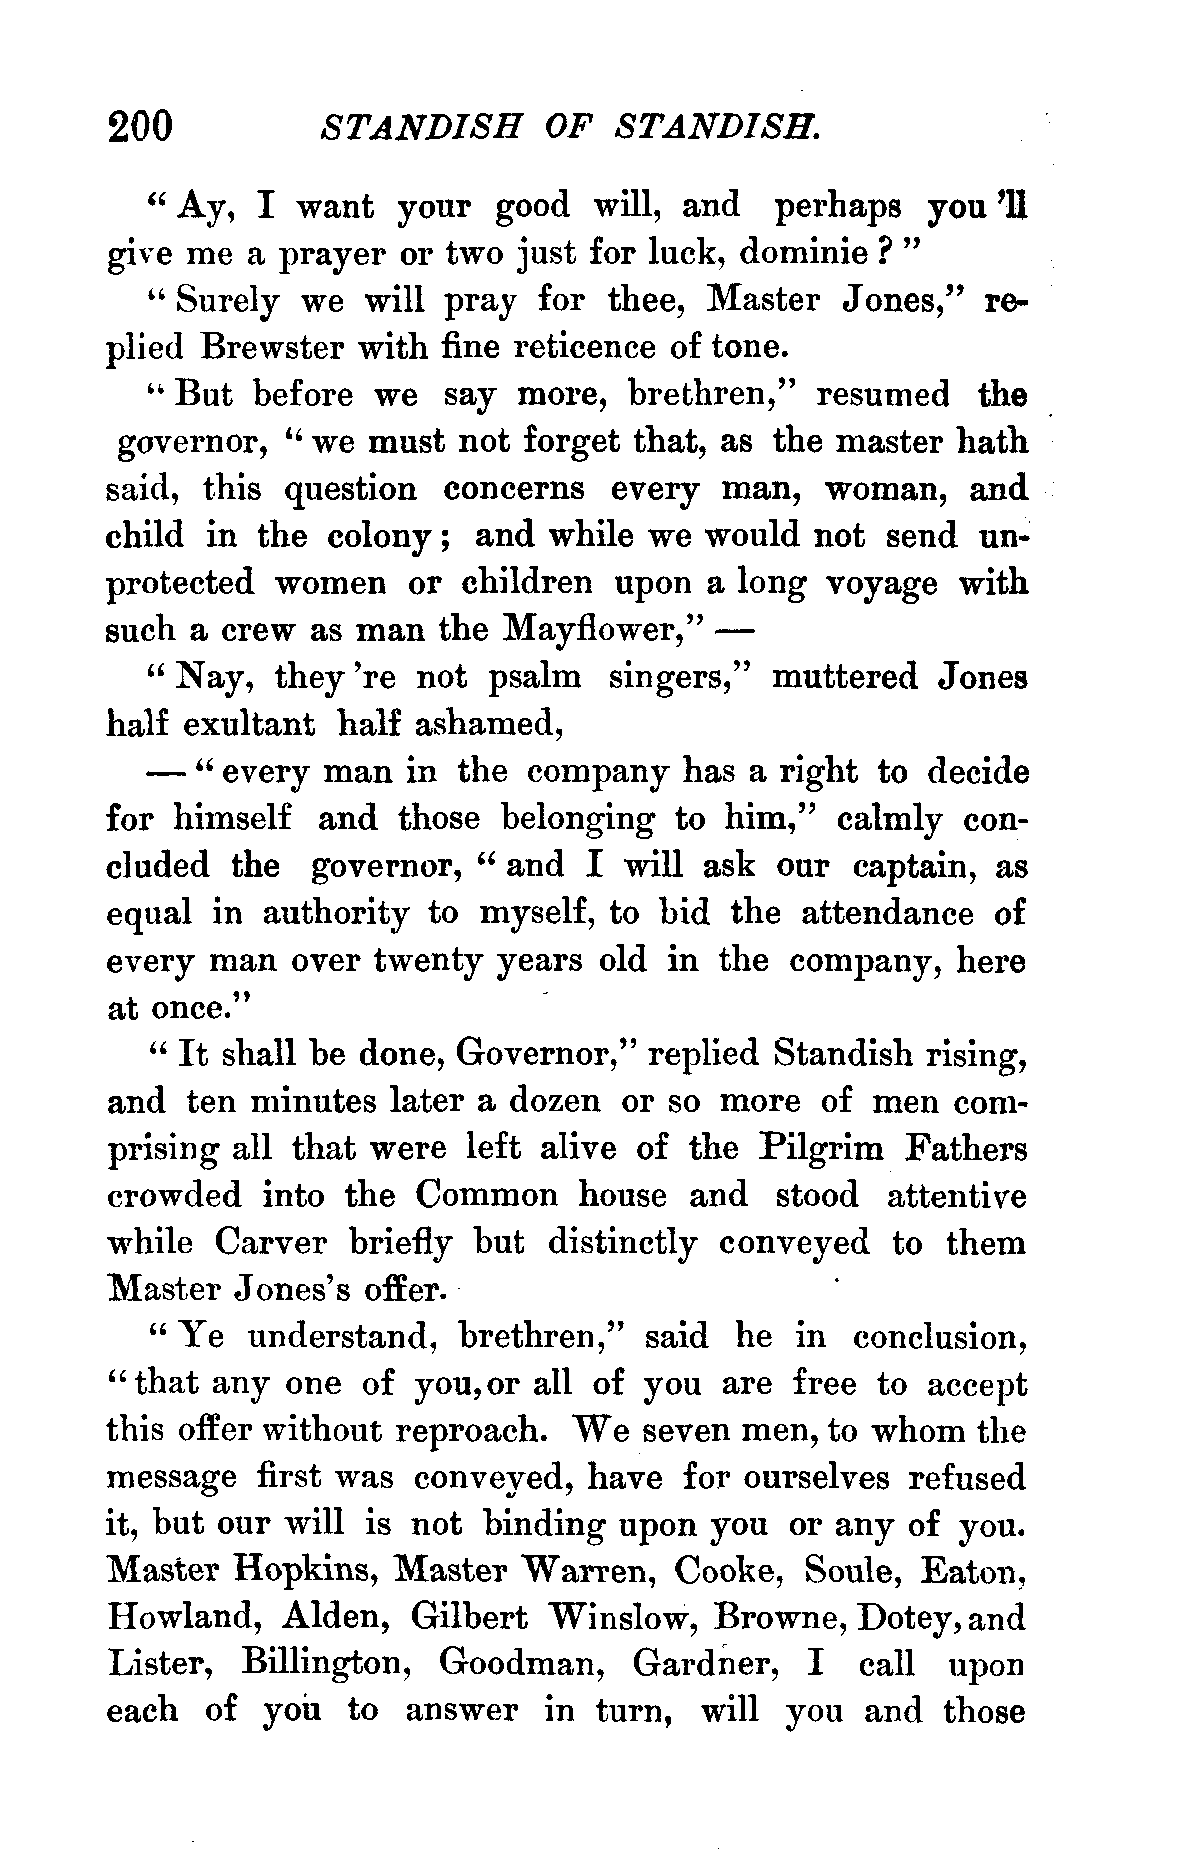 200 STANDISH OF STANDISH.
“ Ay, I want your good will, and perhaps you 'll
give me a prayer or two just for luck, dominie ? ”
“ Surely we will pray for thee, Master Jones,” re-
plied Brewster with fine reticence of tone.
“ But before we say more, brethren,” resumed the
governor, “ we must not forget that, as the master hath
said, this question concerns every man, woman, and
child in the colony ; and while we would not send un-
protected women or children upon a long voyage with
such a crew as man the Mayflower,” —
“ Nay, they 're not psalm singers,” muttered Jones
half exultant half ashamed,
— “ every man in the company has a right to decide
for himself and those belonging to him,” calmly con-
cluded the governor, “ and I will ask our captain, as
equal in authority to myself, to bid the attendance of
every man over twenty years old in the company, here
at once.”
“ It shall be done, Governor,” replied Standish rising,
and ten minutes later a dozen or so more of men com-
prising all that were left alive of the Pilgrim Fathers
crowded into the Common house and stood attentive
while Carver briefly but distinctly conveyed to them
Master Jones's offer.
“ Ye understand, brethren,” said he in conclusion,
“ that any one of you, or all of you are free to accept
this offer without reproach. We seven men, to whom the
message first was conveyed, have for ourselves refused
it, but our will is not binding upon you or any of you.
Master Hopkins, Master Warren, Cooke, Soule, Eaton,
Howland, Alden, Gilbert Winslow, Browne, Dotey, and
Lister, Billington, Goodman, Gardner, I call upon
each of you to answer in turn, will you and those